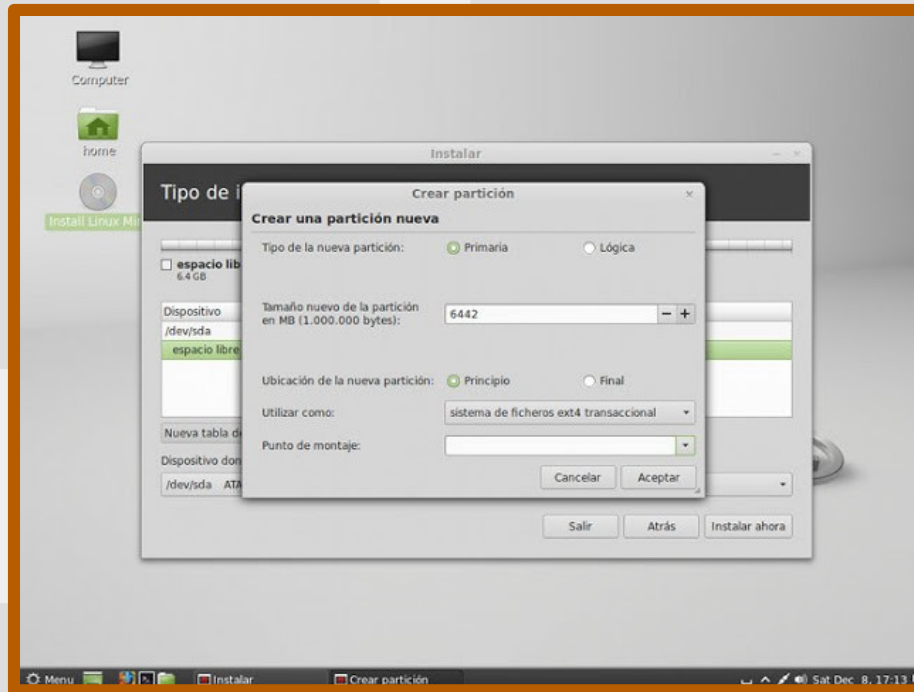 Computer
home
Install Linux Min
Instalar
Tipo de i
Crear partición
Crear una partición nueva
Tipo de la nueva partición:
Primaria
Lógica
espacio lib
6.4 GB
Tamaño nuevo de la partición
en MB (1.000.000 bytes):
6442
Dispositivo
/dev/sda
espacio libre
Ubicación de la nueva partición:
Principio
Final
Utilizar como:
sistema de ficheros ext4 transaccional
Nueva tabla de
Punto de montaje:
Dispositivo don
Cancelar
Aceptar
/dev/sda ATA
Salir
Atrás
Instalar ahora
Menu
Instalar
Crear partición
Sat Dec 8, 17:13